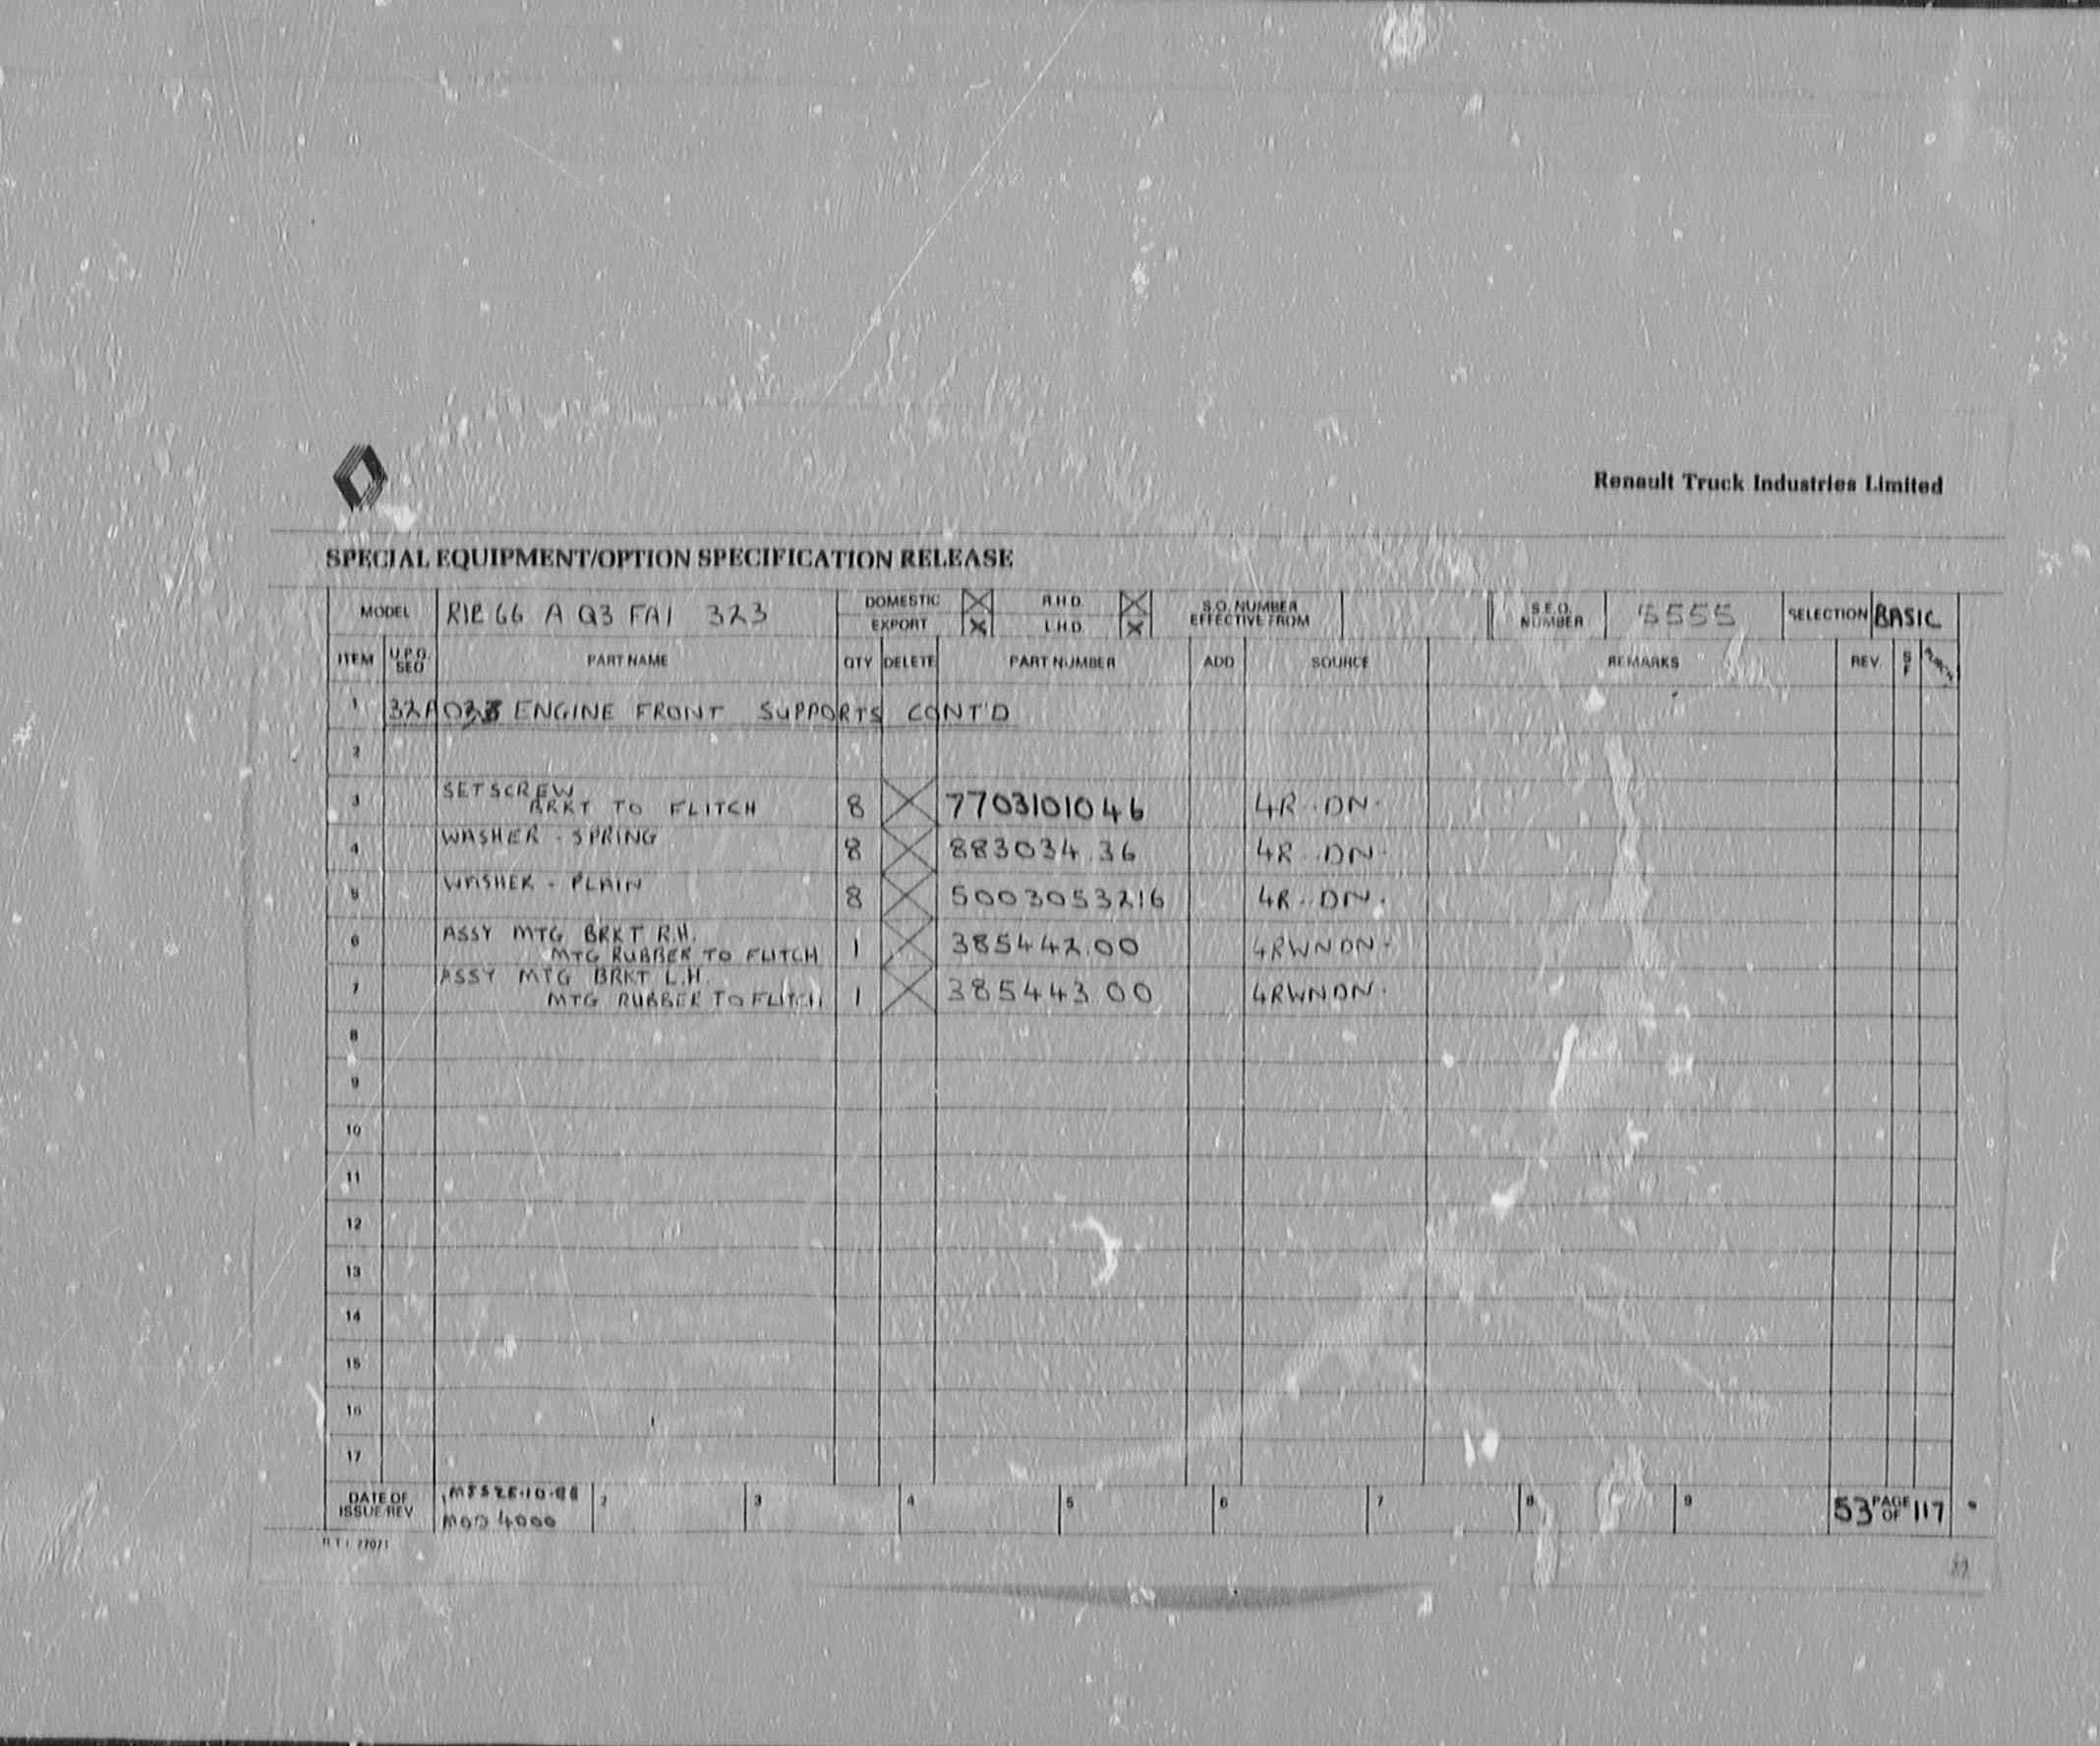 Renault Truck Industries Limited
SPECIAL EQUIPMENT/OPTION SPECIFICATION RELEASE
MODEL R1B 66 A Q3 FA1 323 DOMESTIC R.H.D. S.O. NUMBER EFFECTIVE FROM S.E.O. NUMBER 5555 SELECTION BASIC
EXPORT L.H.D.
ITEM U.P.G. SEQ PART NAME QTY DELETE PART NUMBER ADD SOURCE REMARKS REV. S F
1 32A03 ENGINE FRONT SUPPORTS CONT'D
2
3 SETSCREW
BRKT TO FLITCH 8 7703101046 4R·DN·
4 WASHER - SPRING 8 883034.36 4R·DN·
5 WASHER - PLAIN 8 5003053216 4R·DN·
6 ASSY MTG BRKT R.H.
MTG RUBBER TO FLITCH 1 385442.00 4RWNDN·
7 ASSY MTG BRKT L.H.
MTG RUBBER TO FLITCH 1 385443.00 4RWNDN·
8
9
10
11
12
13
14
15
16
17
DATE OF ISSUE/REV 2 3 4 5 6 7 8 9 53 PAGE OF 117
MOD 4000
R T I 77071